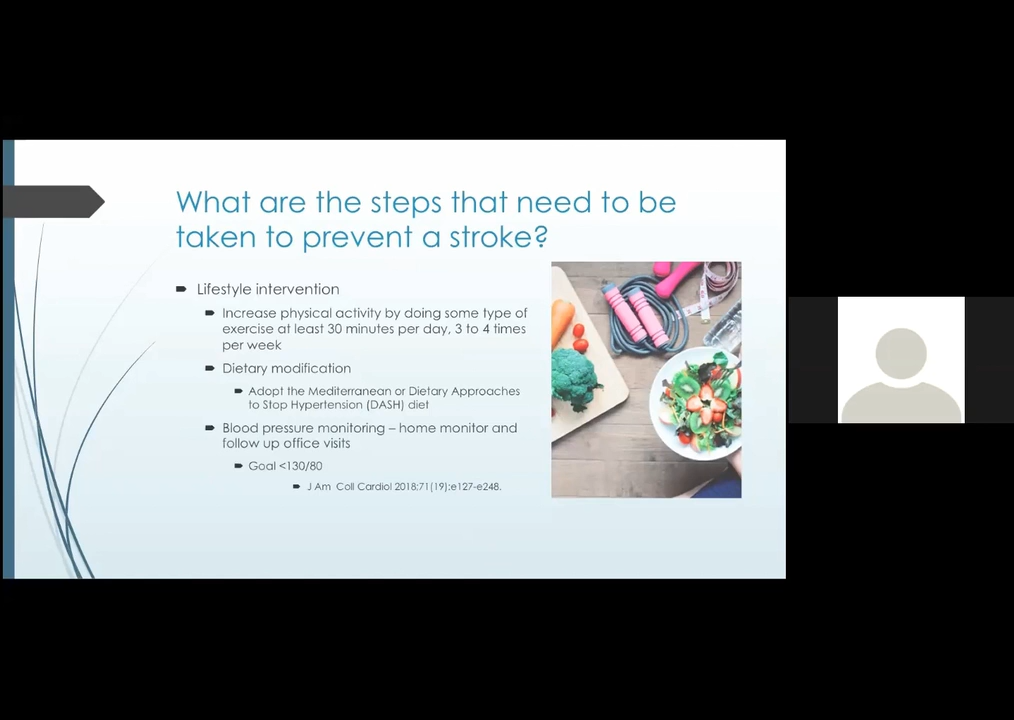 What are the steps that need to be
taken to prevent a stroke?
Lifestyle intervention
Increase physical activity by doing some type of
exercise at least 30 minutes per day, 3 to 4 times
per week
Dietary modification
Adopt the Mediterranean or Dietary Approaches
to Stop Hypertension (DASH) diet
Blood pressure monitoring – home monitor and
follow up office visits
Goal <130/80
J Am Coll Cardiol 2018;71(19):e127-e248.